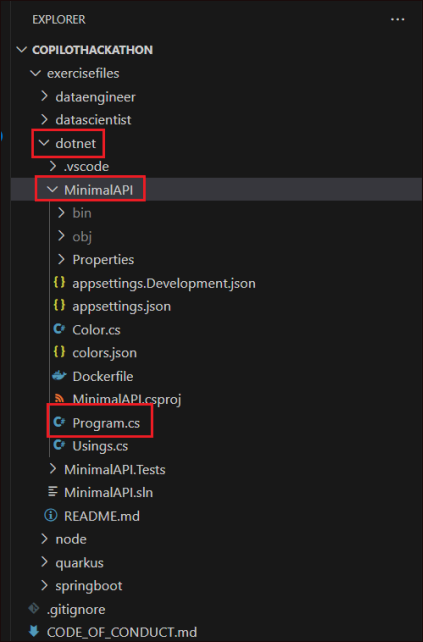 EXPLORER
COPILOTHACKATHON
exercisefiles
dataengineer
datascientist
dotnet
.vscode
MinimalAPI
bin
obj
Properties
appsettings.Development.json
appsettings.json
Color.cs
colors.json
Dockerfile
MinimalAPI.csproj
Program.cs
Usings.cs
MinimalAPI.Tests
MinimalAPI.sln
README.md
node
quarkus
springboot
.gitignore
CODE_OF_CONDUCT.md